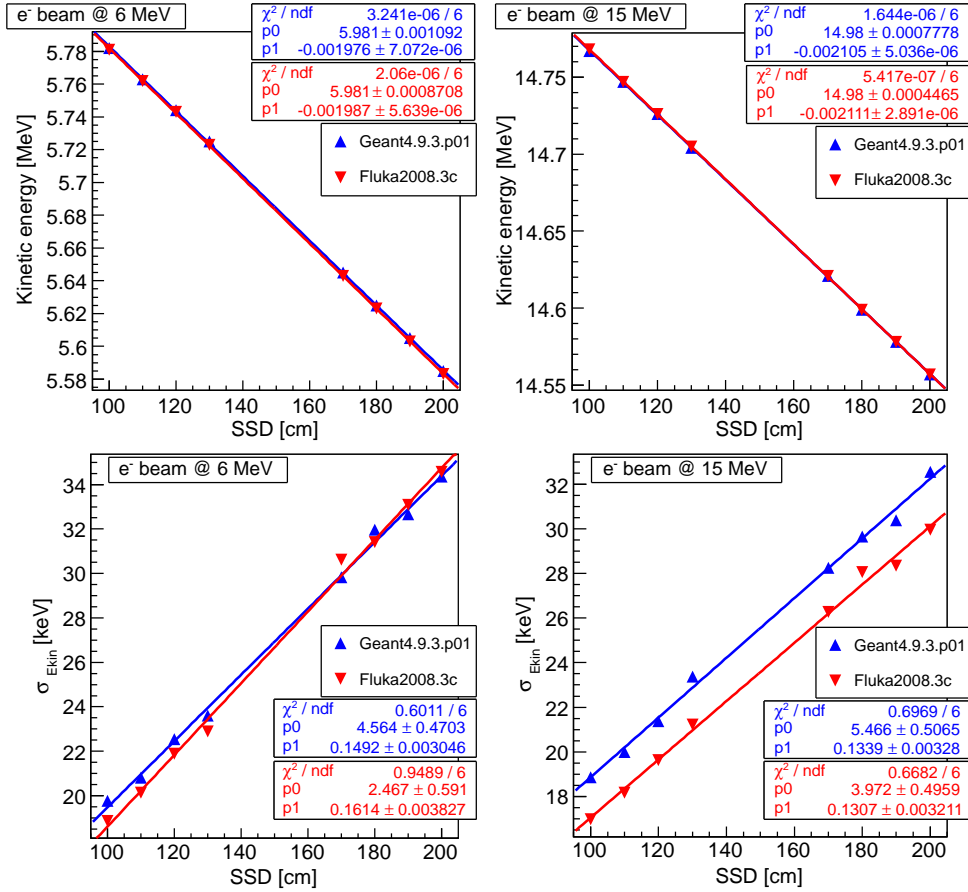 e- beam @ 6 MeV
χ2 / ndf 3.241e-06 / 6
p0 5.981 ± 0.001092
p1 -0.001976 ± 7.072e-06
χ2 / ndf 2.06e-06 / 6
p0 5.981 ± 0.0008708
p1 -0.001987 ± 5.639e-06
Geant4.9.3.p01
Fluka2008.3c
Kinetic energy [MeV]
5.78
5.76
5.74
5.72
5.7
5.68
5.66
5.64
5.62
5.6
5.58
100 120 140 160 180 200
SSD [cm]
e- beam @ 15 MeV
χ2 / ndf 1.644e-06 / 6
p0 14.98 ± 0.0007778
p1 -0.002105 ± 5.036e-06
χ2 / ndf 5.417e-07 / 6
p0 14.98 ± 0.0004465
p1 -0.002111 ± 2.891e-06
Geant4.9.3.p01
Fluka2008.3c
Kinetic energy [MeV]
14.75
14.7
14.65
14.6
14.55
100 120 140 160 180 200
SSD [cm]
e- beam @ 6 MeV
σ Ekin [keV]
34
32
30
28
26
24
22
20
Geant4.9.3.p01
Fluka2008.3c
χ2 / ndf 0.6011 / 6
p0 4.564 ± 0.4703
p1 0.1492 ± 0.003046
χ2 / ndf 0.9489 / 6
p0 2.467 ± 0.591
p1 0.1614 ± 0.003827
100 120 140 160 180 200
SSD [cm]
e- beam @ 15 MeV
σ Ekin [keV]
32
30
28
26
24
22
20
18
Geant4.9.3.p01
Fluka2008.3c
χ2 / ndf 0.6969 / 6
p0 5.466 ± 0.5065
p1 0.1339 ± 0.00328
χ2 / ndf 0.6682 / 6
p0 3.972 ± 0.4959
p1 0.1307 ± 0.003211
100 120 140 160 180 200
SSD [cm]